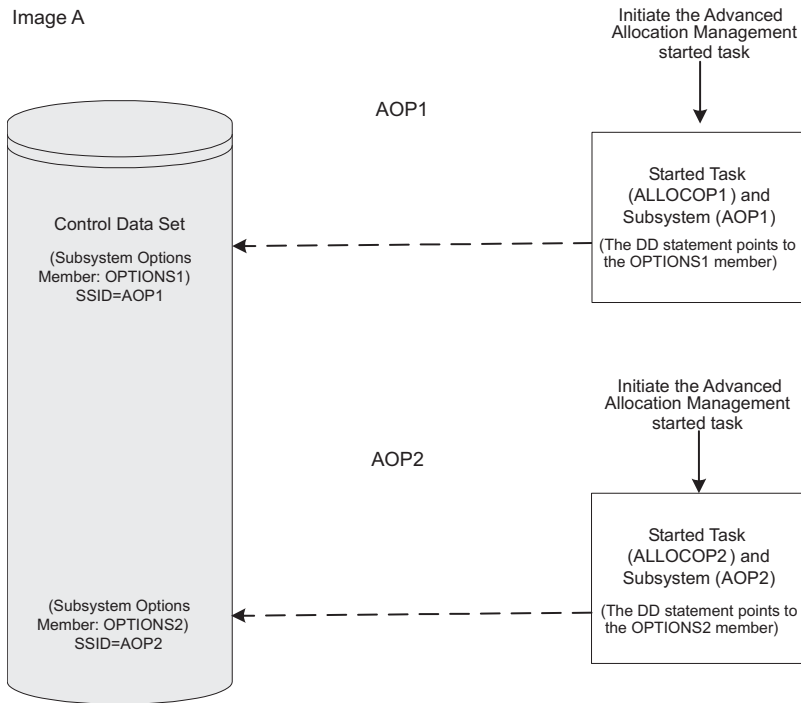 Image A
Initiate the Advanced
Allocation Management
started task
AOP1
Started Task
(ALLOCOP1) and
Subsystem (AOP1)
(The DD statement points to
the OPTIONS1 member)
Control Data Set
(Subsystem Options
Member: OPTIONS1)
SSID=AOP1
Initiate the Advanced
Allocation Management
started task
AOP2
Started Task
(ALLOCOP2) and
Subsystem (AOP2)
(The DD statement points to
the OPTIONS2 member)
(Subsystem Options
Member: OPTIONS2)
SSID=AOP2